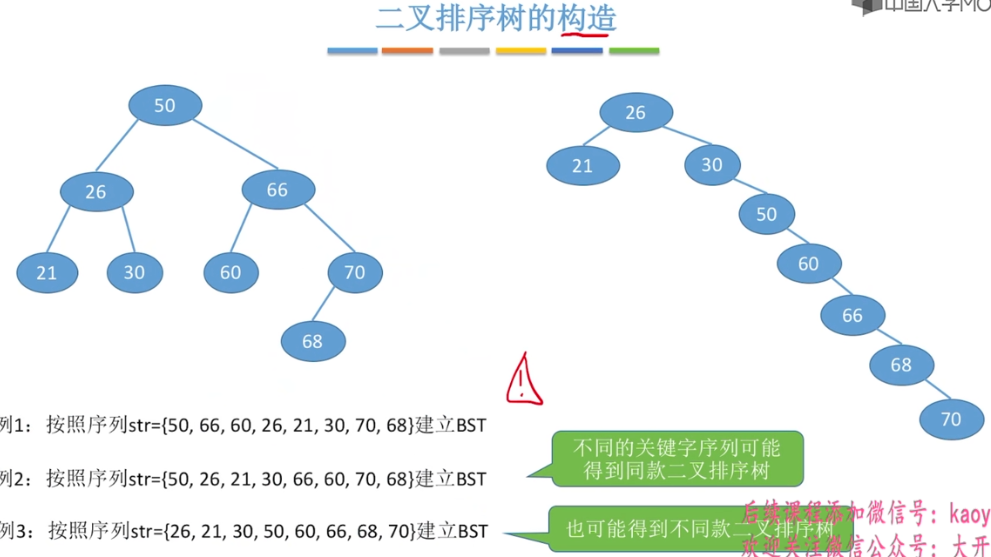 二叉排序树的构造
中国大学MO
50
26
66
21
30
60
70
68
26
21
30
50
60
66
68
70
!
例1：按照序列str={50, 66, 60, 26, 21, 30, 70, 68}建立BST
例2：按照序列str={50, 26, 21, 30, 66, 60, 70, 68}建立BST
例3：按照序列str={26, 21, 30, 50, 60, 66, 68, 70}建立BST
不同的关键字序列可能
得到同款二叉排序树
也可能得到不同款二叉排序树
后续课程添加微信号：kaoy
欢迎关注微信公众号：大开